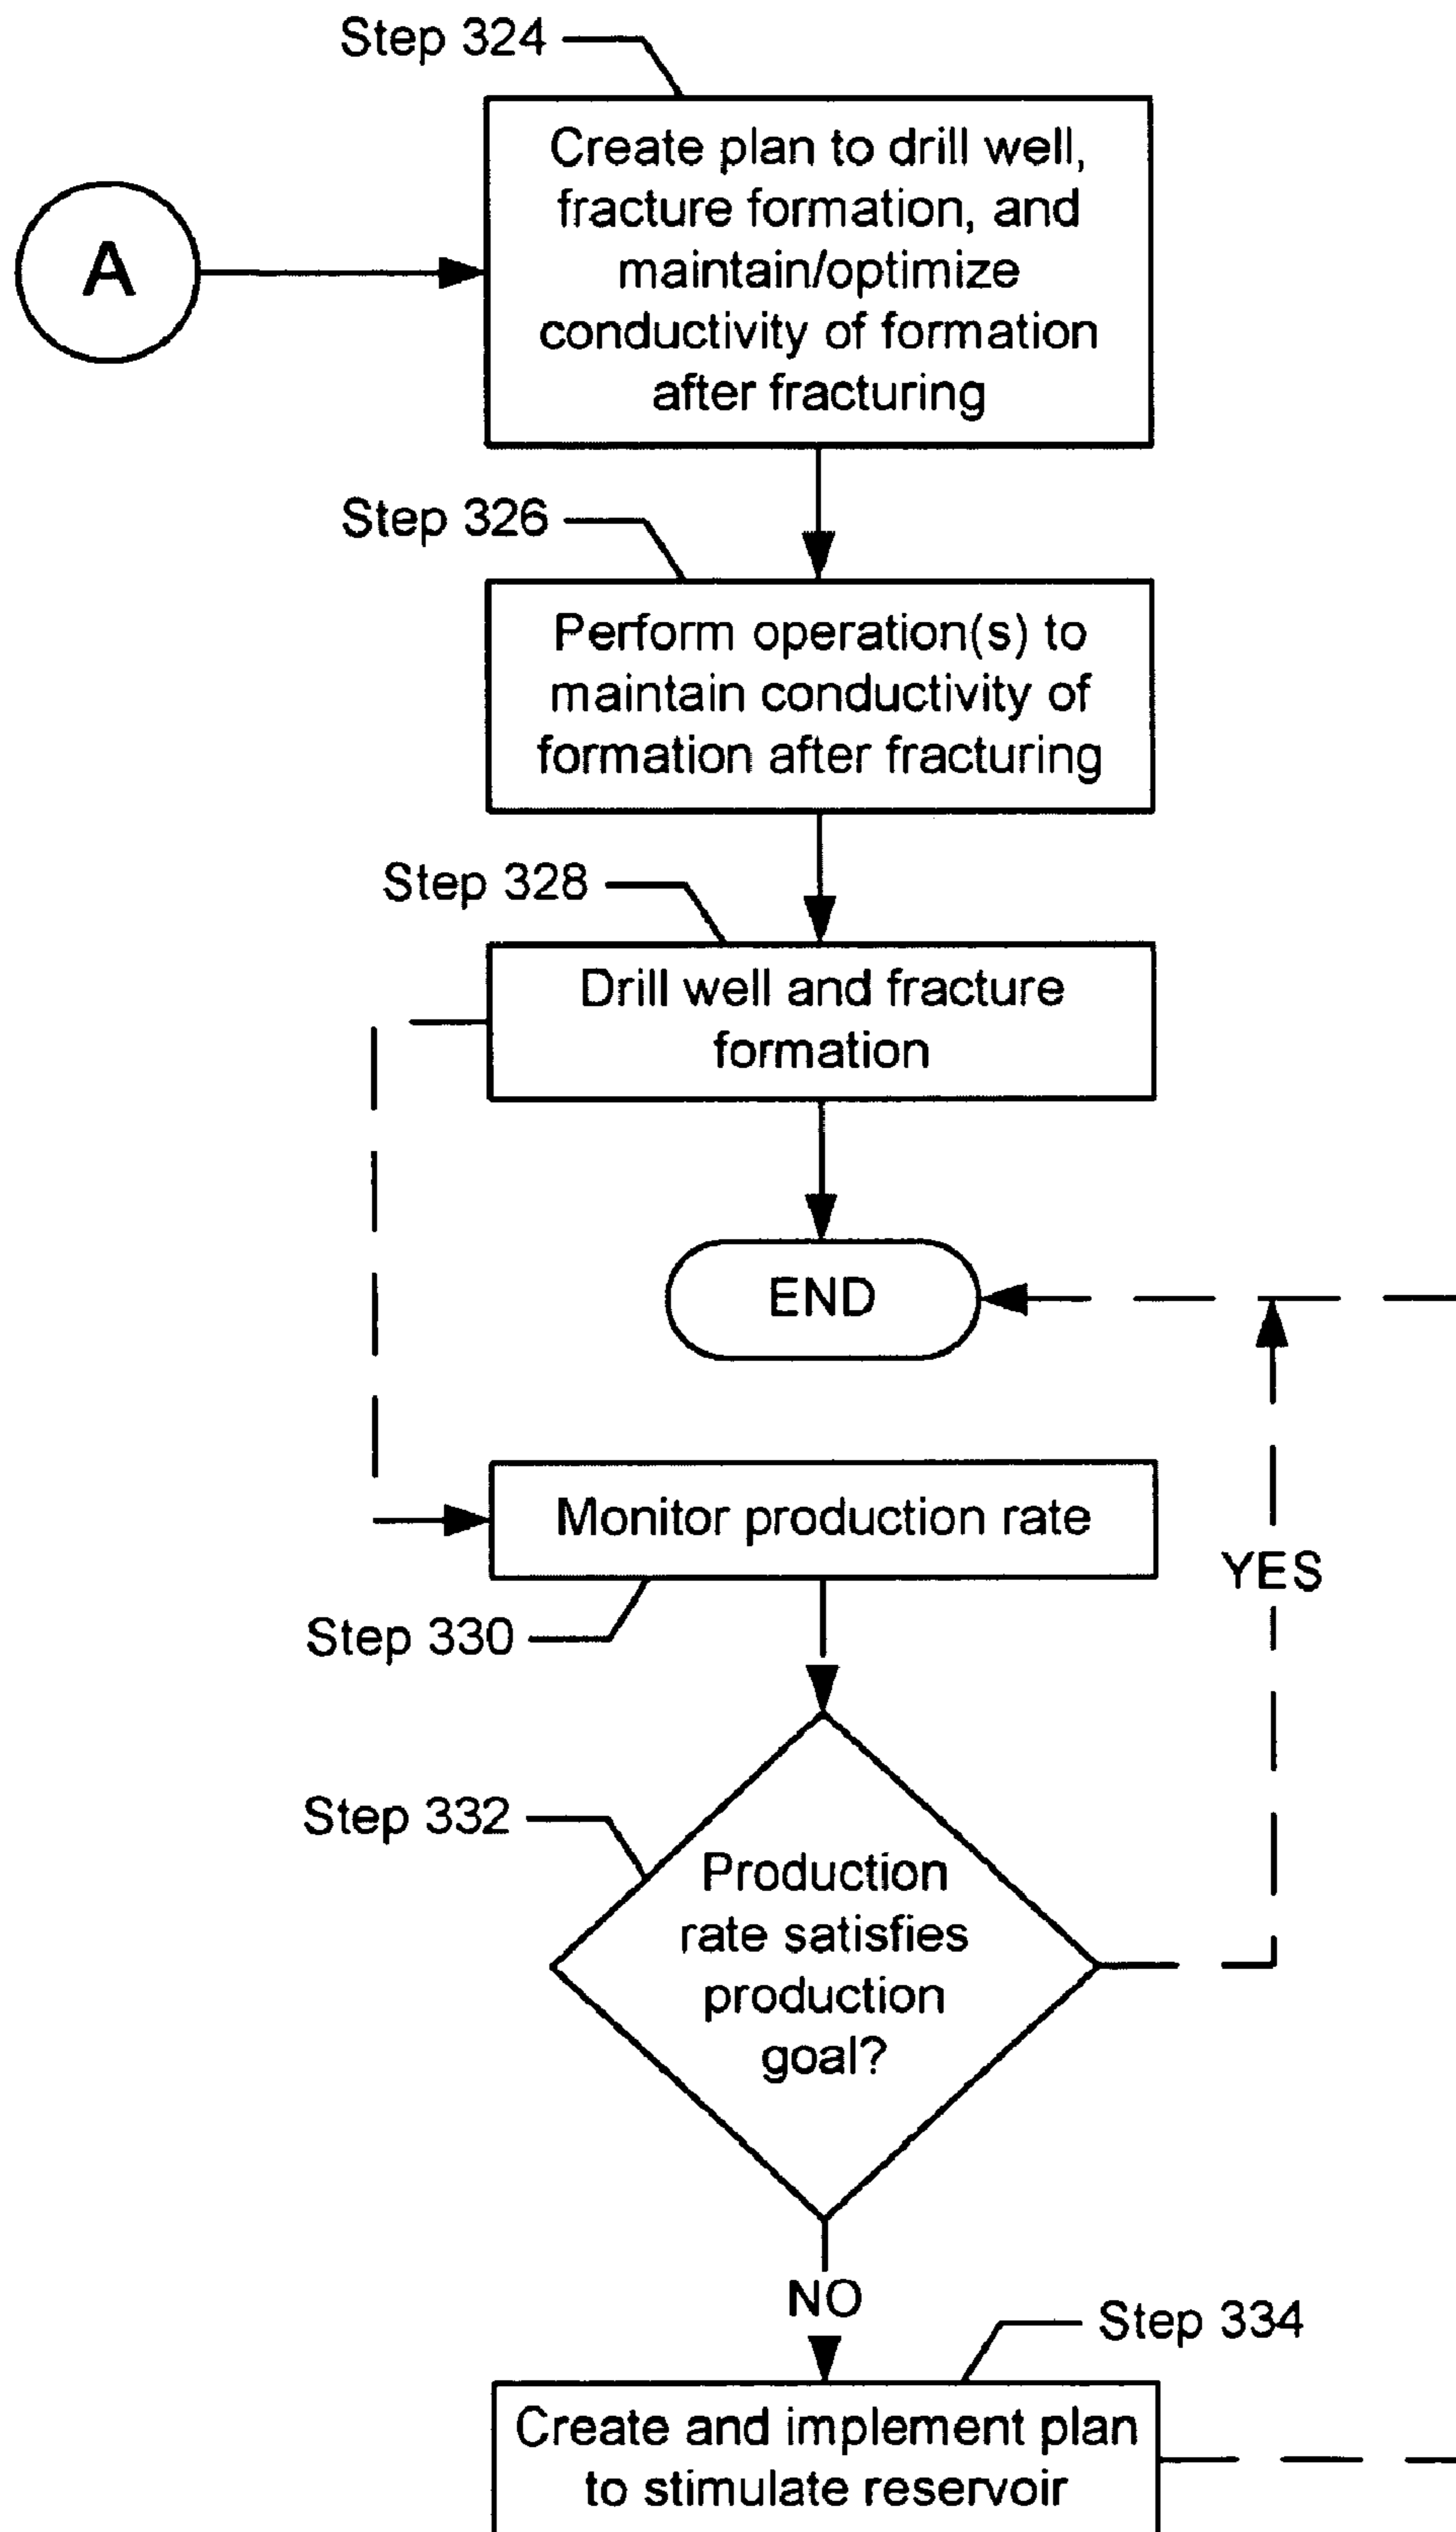 Step 324
Create plan to drill well,
fracture formation, and
maintain/optimize
conductivity of formation
after fracturing
A
Step 326
Perform operation(s) to
maintain conductivity of
formation after fracturing
Step 328
Drill well and fracture
formation
END
Monitor production rate
YES
Step 330
Step 332
Production
rate satisfies
production
goal?
NO
Step 334
Create and implement plan
to stimulate reservoir